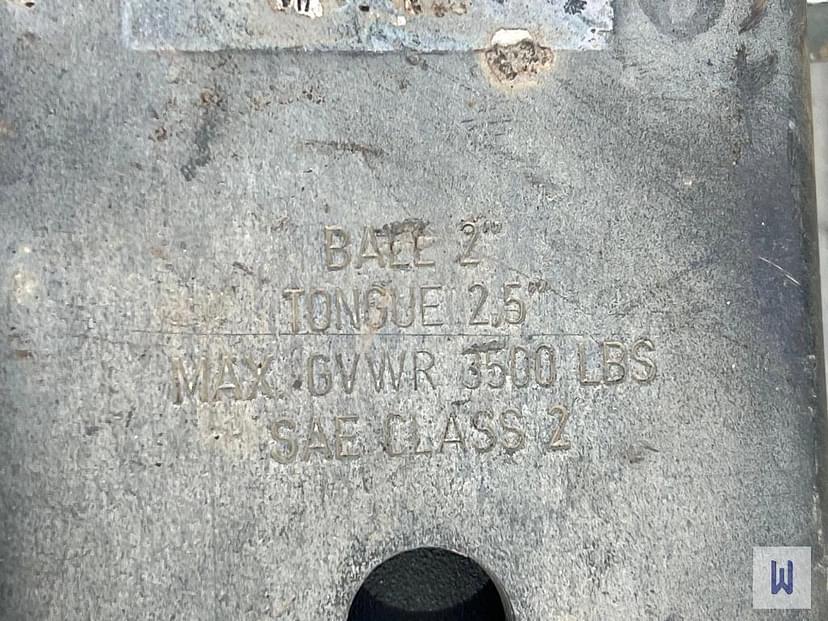 BALL 2"
TONGUE 2,5"
MAX. GVWR 3500 LBS
SAE CLASS 2
W